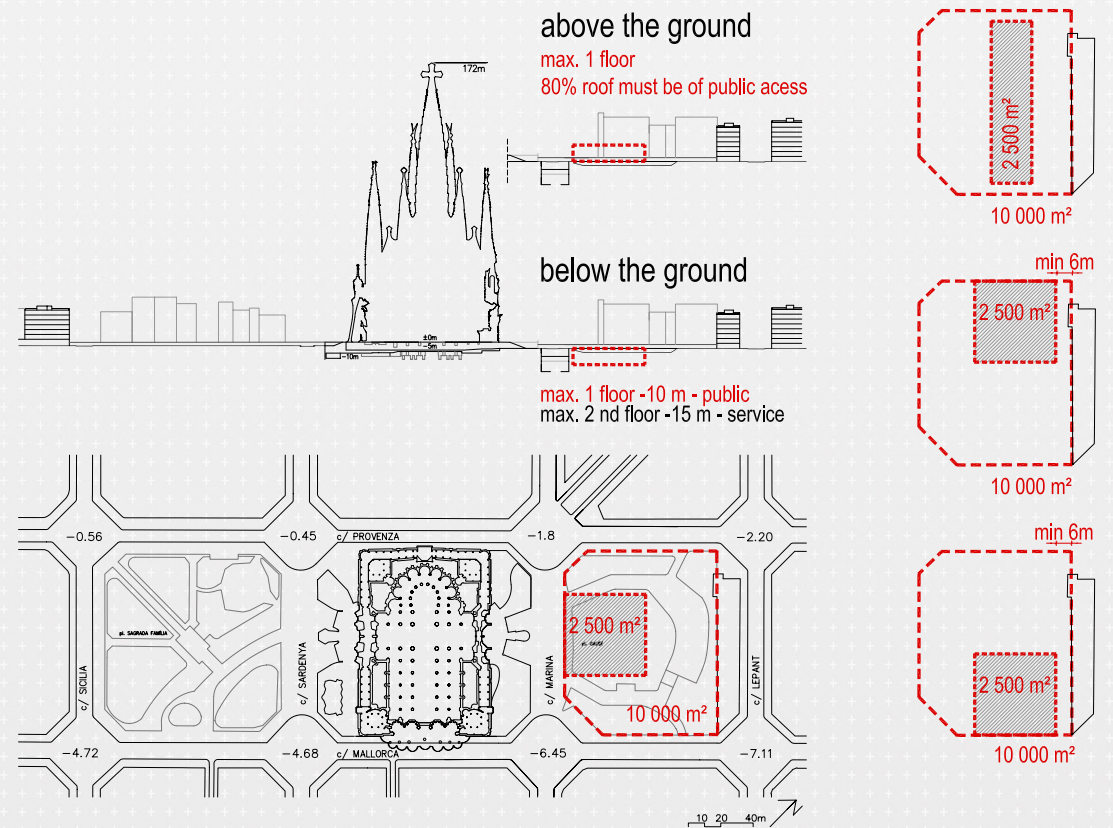 above the ground
max. 1 floor
80% roof must be of public acess
172m
2 500 m²
10 000 m²
below the ground
±0m
-5m
-10m
max. 1 floor -10 m - public
max. 2 nd floor -15 m - service
min 6m
2 500 m²
10 000 m²
-0.56
-0.45
c/ PROVENZA
-1.8
-2.20
pl. SAGRADA FAMILIA
c/ SICILIA
c/ SARDENYA
c/ MARINA
2 500 m²
pl. GAUDI
10 000 m²
c/ LEPANT
-4.72
-4.68
c/ MALLORCA
-6.45
-7.11
min 6m
2 500 m²
10 000 m²
10 20 40m